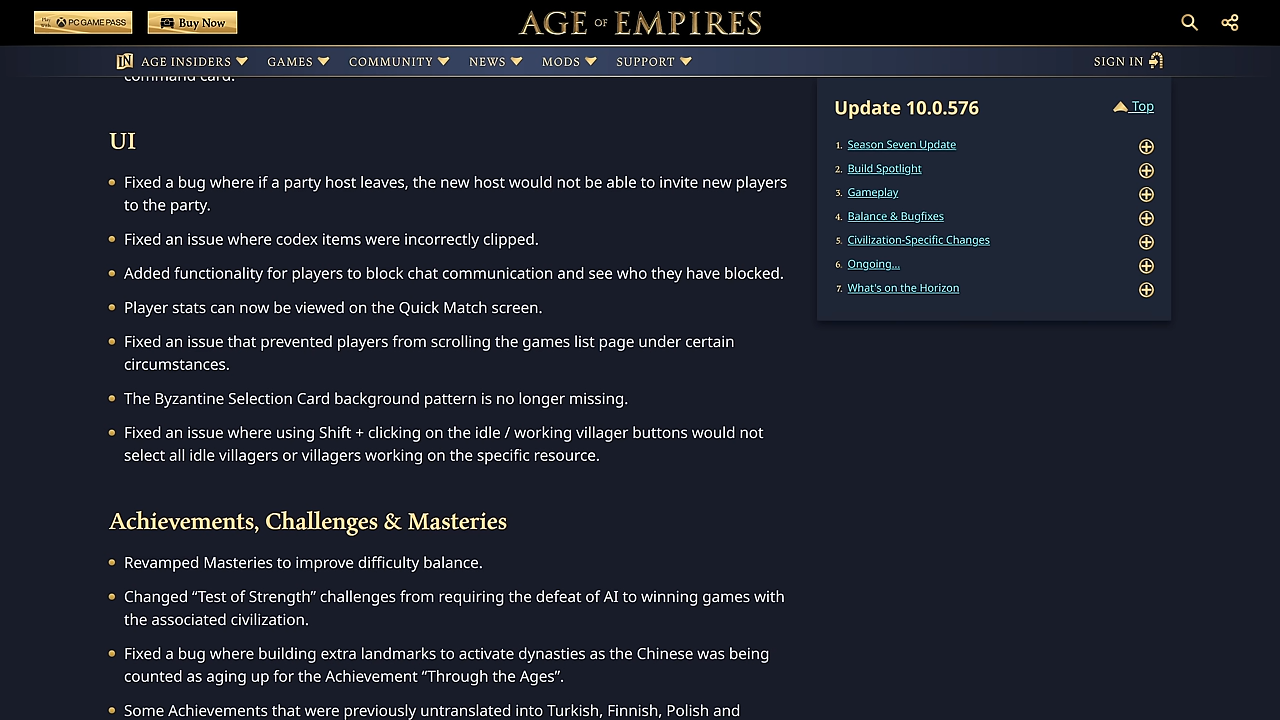 Play with PC GAME PASS
Buy Now
AGE OF EMPIRES
AGE INSIDERS
GAMES
COMMUNITY
NEWS
MODS
SUPPORT
SIGN IN
command card.
UI
Fixed a bug where if a party host leaves, the new host would not be able to invite new players
to the party.
Fixed an issue where codex items were incorrectly clipped.
Added functionality for players to block chat communication and see who they have blocked.
Player stats can now be viewed on the Quick Match screen.
Fixed an issue that prevented players from scrolling the games list page under certain
circumstances.
The Byzantine Selection Card background pattern is no longer missing.
Fixed an issue where using Shift + clicking on the idle / working villager buttons would not
select all idle villagers or villagers working on the specific resource.
Achievements, Challenges & Masteries
Revamped Masteries to improve difficulty balance.
Changed “Test of Strength” challenges from requiring the defeat of AI to winning games with
the associated civilization.
Fixed a bug where building extra landmarks to activate dynasties as the Chinese was being
counted as aging up for the Achievement “Through the Ages”.
Some Achievements that were previously untranslated into Turkish, Finnish, Polish and
Update 10.0.576
Top
1. Season Seven Update
2. Build Spotlight
3. Gameplay
4. Balance & Bugfixes
5. Civilization-Specific Changes
6. Ongoing…
7. What's on the Horizon